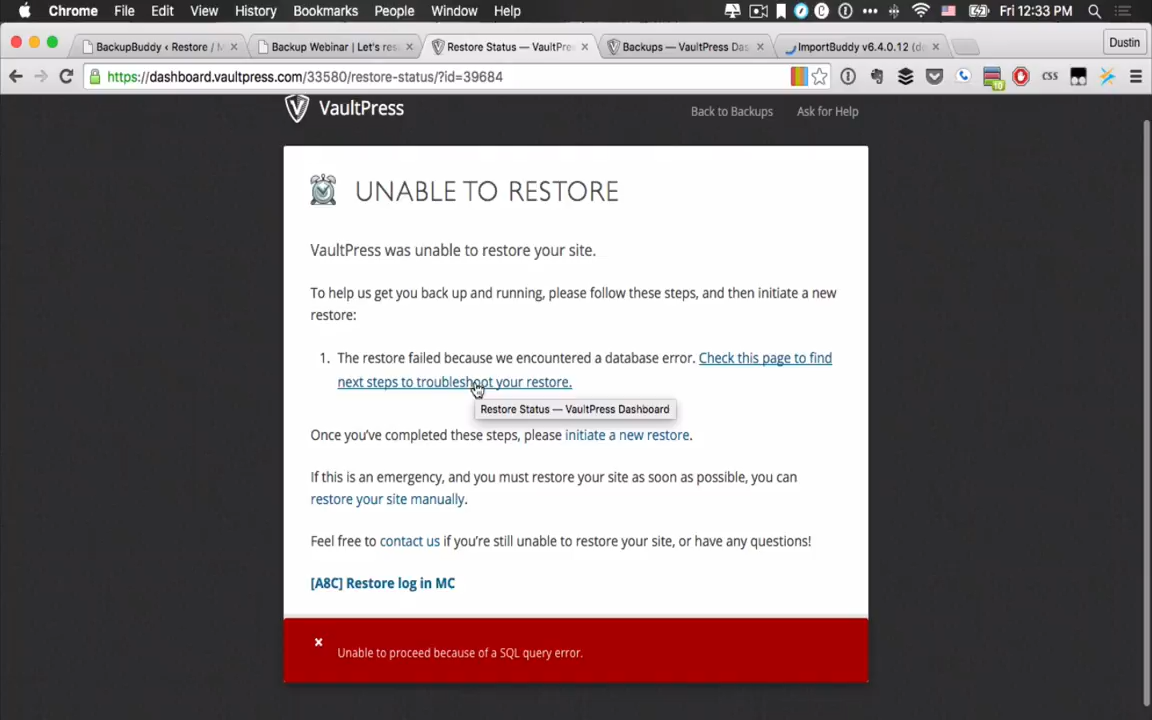 Chrome File Edit View History Bookmarks People Window Help Fri 12:33 PM
BackupBuddy ‹ Restore / M Backup Webinar | Let's res Restore Status — VaultPre Backups — VaultPress Das ImportBuddy v6.4.0.12 (d Dustin
https://dashboard.vaultpress.com/33580/restore-status/?id=39684 CSS 10
VaultPress Back to Backups Ask for Help
UNABLE TO RESTORE
VaultPress was unable to restore your site.
To help us get you back up and running, please follow these steps, and then initiate a new
restore:
1. The restore failed because we encountered a database error. Check this page to find
next steps to troubleshoot your restore.
Restore Status — VaultPress Dashboard
Once you've completed these steps, please initiate a new restore.
If this is an emergency, and you must restore your site as soon as possible, you can
restore your site manually.
Feel free to contact us if you're still unable to restore your site, or have any questions!
[A8C] Restore log in MC
Unable to proceed because of a SQL query error.